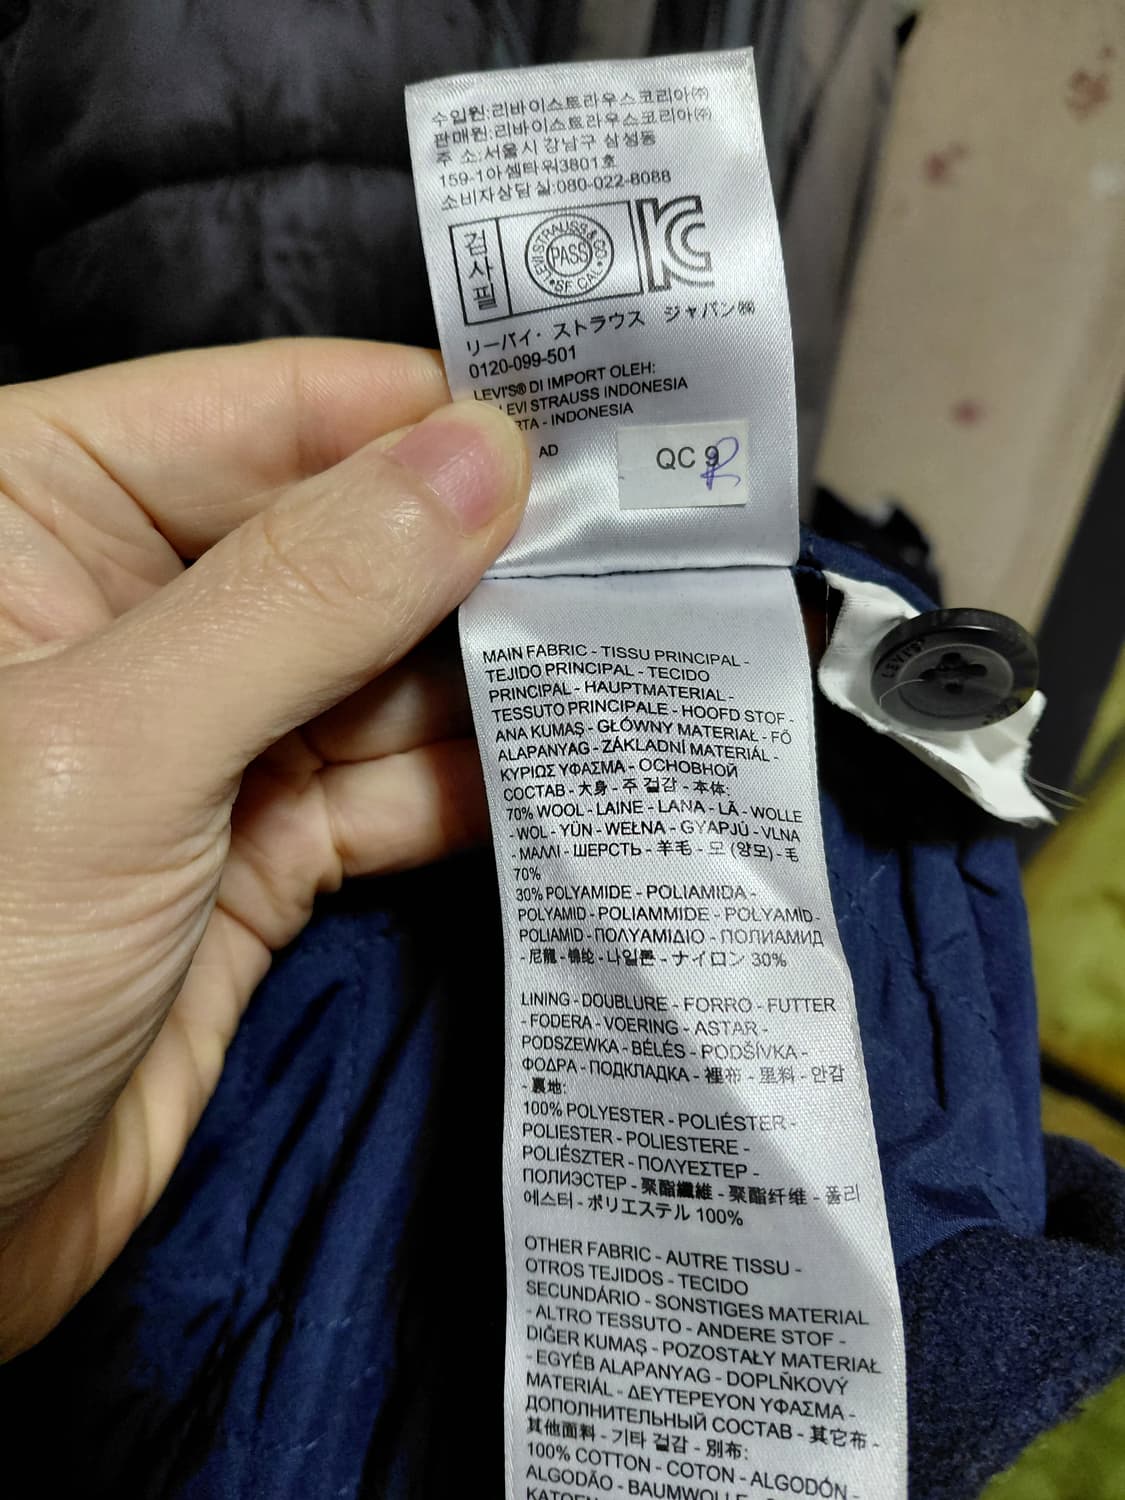 수입원:리바이스트라우스코리아㈜
판매원:리바이스트라우스코리아㈜
주 소:서울시 강남구 삼성동
159-1아셈타워3801호
소비자상담실:080-022-8088
검사필
LEVI STRAUSS & CO.
PASS
SF CAL
KC
リーバイ・ストラウス ジャパン㈱
0120-099-501
LEVI'S® DI IMPORT OLEH:
EVI STRAUSS INDONESIA
RTA - INDONESIA
AD
QC 9
MAIN FABRIC - TISSU PRINCIPAL -
TEJIDO PRINCIPAL - TECIDO
PRINCIPAL - HAUPTMATERIAL -
TESSUTO PRINCIPALE - HOOFD STOF -
ANA KUMAŞ - GŁÓWNY MATERIAŁ - FŐ
ALAPANYAG - ZÁKLADNÍ MATERIÁL -
ΚΥΡΙΩΣ ΥΦΑΣΜΑ - ОСНОВНОЙ
СОСТАВ - 大身 - 주 겉감 - 本体:
70% WOOL - LAINE - LANA - LÃ - WOLLE
- WOL - YÜN - WEŁNA - GYAPJÚ - VLNA
- ΜΑΛΛΙ - ШЕРСТЬ - 羊毛 - 모 (양모) - 毛
70%
30% POLYAMIDE - POLIAMIDA -
POLYAMID - POLIAMMIDE - POLYAMİD -
POLIAMID - ΠΟΛΥΑΜΙΔΙΟ - ПОЛИАМИД
- 尼龍 - 锦纶 - 나일론 - ナイロン 30%
LINING - DOUBLURE - FORRO - FUTTER
- FODERA - VOERING - ASTAR -
PODSZEWKA - BÉLÉS - PODŠÍVKA -
ΦΟΔΡΑ - ПОДКЛАДКА - 裡布 - 里料 - 안감
- 裏地:
100% POLYESTER - POLIÉSTER -
POLIESTER - POLIESTERE -
POLIÉSZTER - ΠΟΛΥΕΣΤΕΡ -
ПОЛИЭСТЕР - 聚酯纖維 - 聚酯纤维 - 폴리
에스터 - ポリエステル 100%
OTHER FABRIC - AUTRE TISSU -
OTROS TEJIDOS - TECIDO
SECUNDÁRIO - SONSTIGES MATERIAL
- ALTRO TESSUTO - ANDERE STOF -
DIĞER KUMAŞ - POZOSTAŁY MATERIAŁ
- EGYÉB ALAPANYAG - DOPLŇKOVÝ
MATERIÁL - ΔΕΥΤΕΡΕΥΟΝ ΥΦΑΣΜΑ -
ДОПОЛНИТЕЛЬНЫЙ СОСТАВ - 其它布 -
其他面料 - 기타 겉감 - 別布:
100% COTTON - COTON - ALGODÓN -
ALGODÃO - BAUMWOLLE -
LEVI'S